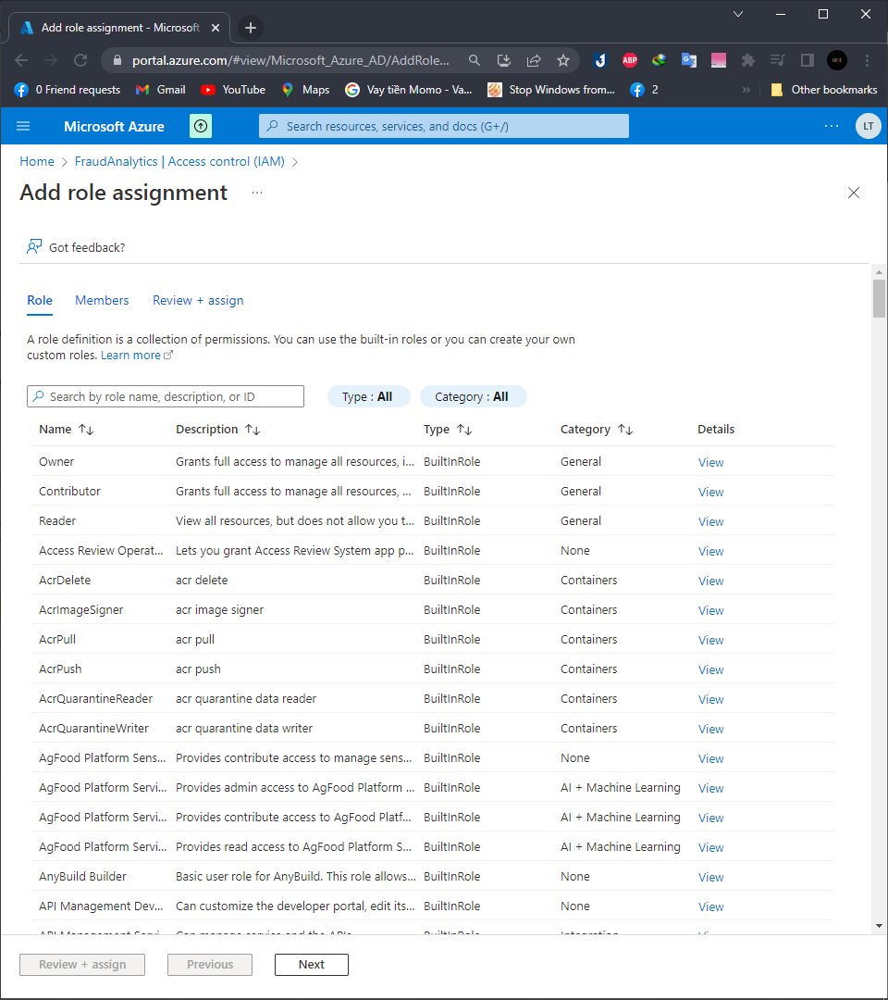 Add role assignment - Microsoft
portal.azure.com/#view/Microsoft_Azure_AD/AddRole...
ABP
0 Friend requests Gmail YouTube Maps Vay tiền Momo - Va... Stop Windows from... 2 » Other bookmarks
Microsoft Azure Search resources, services, and docs (G+/) ... LT
Home > FraudAnalytics | Access control (IAM) >
Add role assignment ...
Got feedback?
Role Members Review + assign
A role definition is a collection of permissions. You can use the built-in roles or you can create your own
custom roles. Learn more
Search by role name, description, or ID Type : All Category : All
Name ↑↓ Description ↑↓ Type ↑↓ Category ↑↓ Details
Owner Grants full access to manage all resources, i... BuiltInRole General View
Contributor Grants full access to manage all resources, ... BuiltInRole General View
Reader View all resources, but does not allow you t... BuiltInRole General View
Access Review Operat... Lets you grant Access Review System app p... BuiltInRole None View
AcrDelete acr delete BuiltInRole Containers View
AcrImageSigner acr image signer BuiltInRole Containers View
AcrPull acr pull BuiltInRole Containers View
AcrPush acr push BuiltInRole Containers View
AcrQuarantineReader acr quarantine data reader BuiltInRole Containers View
AcrQuarantineWriter acr quarantine data writer BuiltInRole Containers View
AgFood Platform Sens... Provides contribute access to manage sens... BuiltInRole None View
AgFood Platform Servi... Provides admin access to AgFood Platform ... BuiltInRole AI + Machine Learning View
AgFood Platform Servi... Provides contribute access to AgFood Platf... BuiltInRole AI + Machine Learning View
AgFood Platform Servi... Provides read access to AgFood Platform S... BuiltInRole AI + Machine Learning View
AnyBuild Builder Basic user role for AnyBuild. This role allows... BuiltInRole None View
API Management Dev... Can customize the developer portal, edit its... BuiltInRole None View
API Management Servi... Can manage service and the APIs BuiltInRole Integration View
Review + assign Previous Next